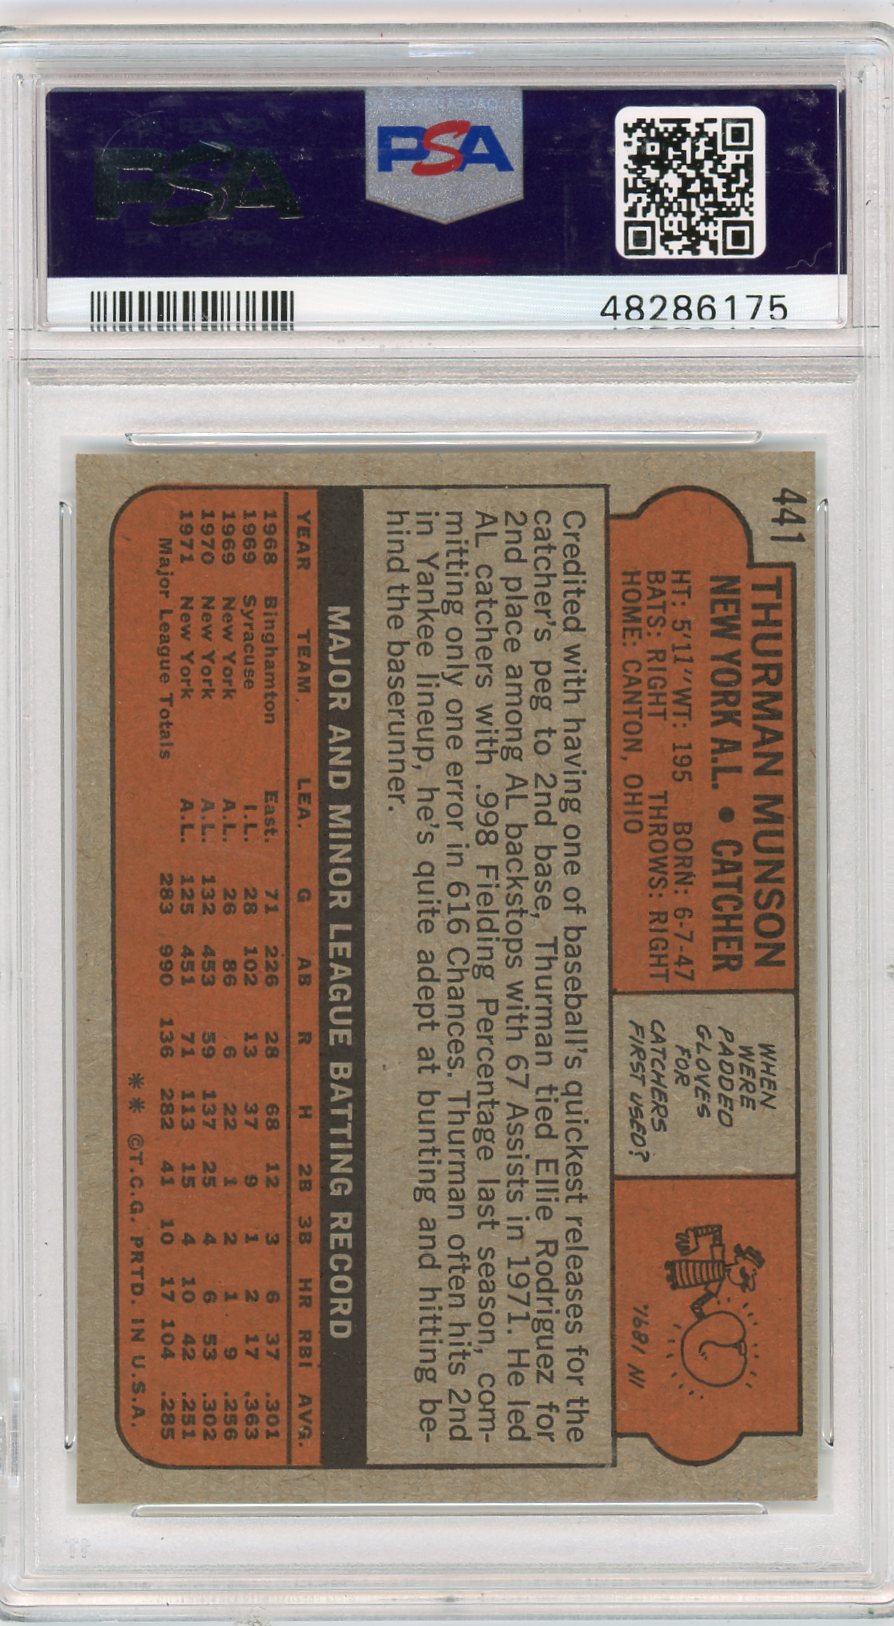 PSA
PSA
48286175
441
THURMAN MUNSON
NEW YORK A.L. • CATCHER
HT: 5'11" WT: 195 BORN: 6-7-47
BATS: RIGHT THROWS: RIGHT
HOME: CANTON, OHIO
WHEN
WERE
PADDED
GLOVES
FOR
CATCHERS
FIRST USED?
IN
Credited with having one of baseball's quickest releases for the
catcher's peg to 2nd base, Thurman tied Ellie Rodriguez for
2nd place among AL backstops with 67 Assists in 1971. He led
AL catchers with .998 Fielding Percentage last season, com-
mitting only one error in 616 Chances. Thurman often hits 2nd
in Yankee lineup, he's quite adept at bunting and hitting be-
hind the baserunner.
MAJOR AND MINOR LEAGUE BATTING RECORD
YEAR TEAM LEA. G AB R H 2B 3B HR RBI AVG.
1968 Binghamton East. 71 226 28 68 12 3 6 37 .301
1969 Syracuse I.L. 28 102 13 37 9 1 2 17 .363
1969 New York A.L. 26 86 6 22 1 2 1 9 .256
1970 New York A.L. 132 453 59 137 25 4 6 53 .302
1971 New York A.L. 125 451 71 113 15 4 10 42 .251
Major League Totals 283 990 136 282 41 10 17 104 .285
** ©T.C.G. PRTD. IN U.S.A.